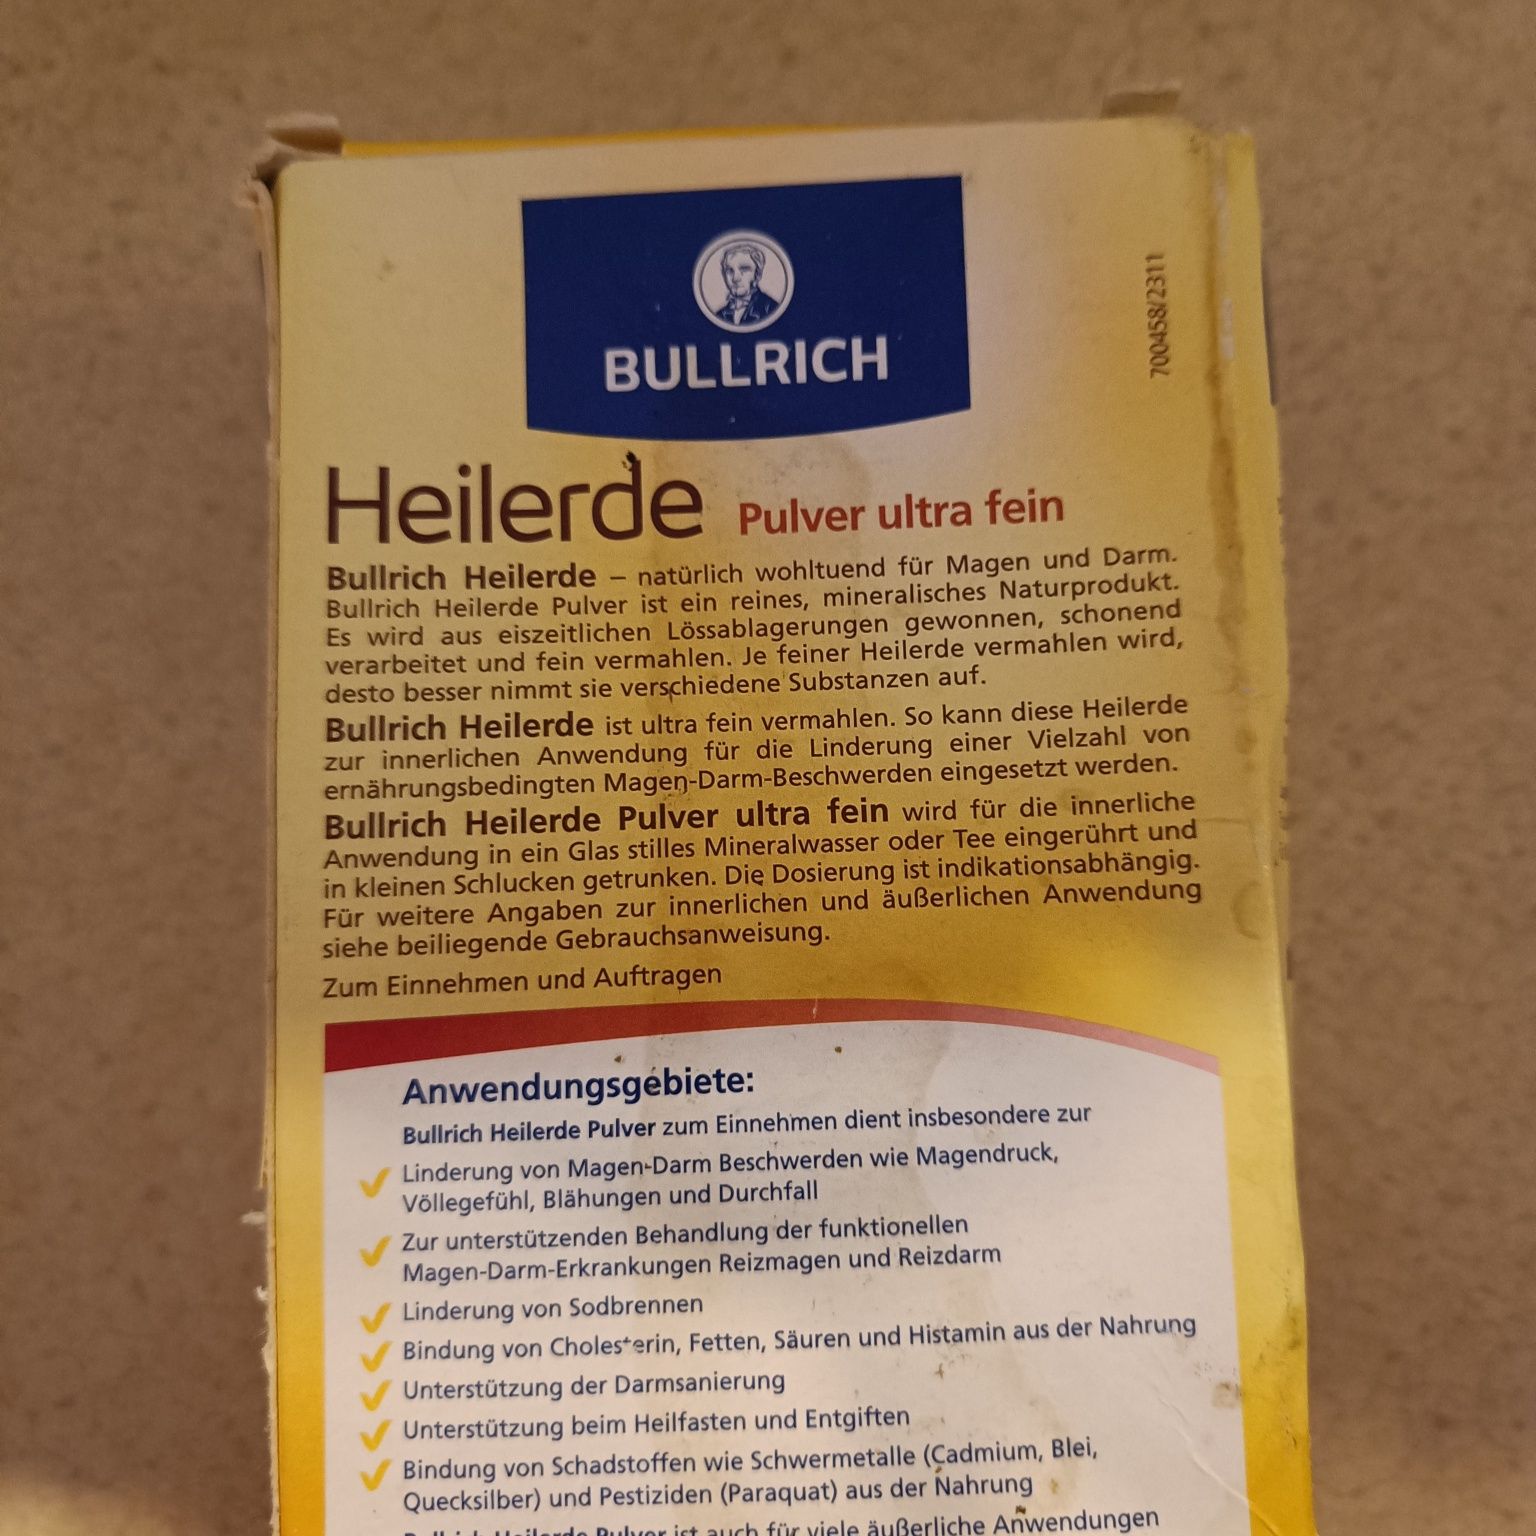 BULLRICH
700458/2311
Heilerde Pulver ultra fein
Bullrich Heilerde – natürlich wohltuend für Magen und Darm.
Bullrich Heilerde Pulver ist ein reines, mineralisches Naturprodukt.
Es wird aus eiszeitlichen Lössablagerungen gewonnen, schonend
verarbeitet und fein vermahlen. Je feiner Heilerde vermahlen wird,
desto besser nimmt sie verschiedene Substanzen auf.
Bullrich Heilerde ist ultra fein vermahlen. So kann diese Heilerde
zur innerlichen Anwendung für die Linderung einer Vielzahl von
ernährungsbedingten Magen-Darm-Beschwerden eingesetzt werden.
Bullrich Heilerde Pulver ultra fein wird für die innerliche
Anwendung in ein Glas stilles Mineralwasser oder Tee eingerührt und
in kleinen Schlucken getrunken. Die Dosierung ist indikationsabhängig.
Für weitere Angaben zur innerlichen und äußerlichen Anwendung
siehe beiliegende Gebrauchsanweisung.
Zum Einnehmen und Auftragen
Anwendungsgebiete:
Bullrich Heilerde Pulver zum Einnehmen dient insbesondere zur
Linderung von Magen-Darm Beschwerden wie Magendruck,
Völlegefühl, Blähungen und Durchfall
Zur unterstützenden Behandlung der funktionellen
Magen-Darm-Erkrankungen Reizmagen und Reizdarm
Linderung von Sodbrennen
Bindung von Cholesterin, Fetten, Säuren und Histamin aus der Nahrung
Unterstützung der Darmsanierung
Unterstützung beim Heilfasten und Entgiften
Bindung von Schadstoffen wie Schwermetalle (Cadmium, Blei,
Quecksilber) und Pestiziden (Paraquat) aus der Nahrung
Bullrich Heilerde Pulver ist auch für viele äußerliche Anwendungen